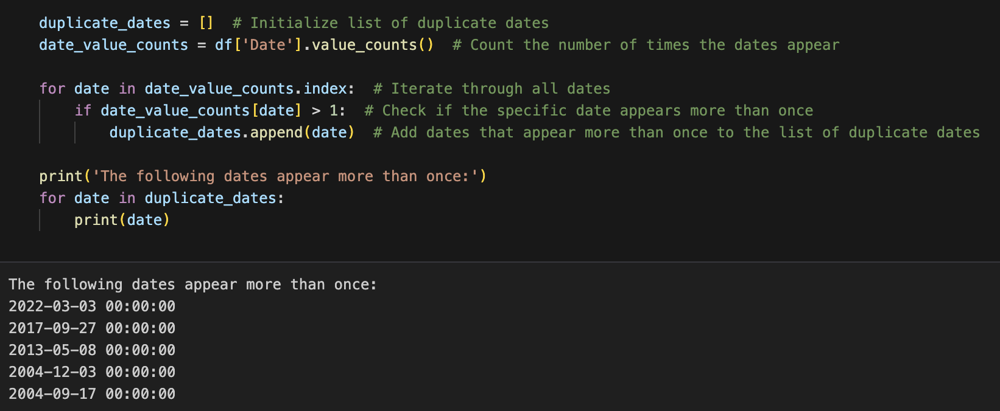 duplicate_dates = []  # Initialize list of duplicate dates
date_value_counts = df['Date'].value_counts()  # Count the number of times the dates appear
for date in date_value_counts.index:  # Iterate through all dates
    if date_value_counts[date] > 1:  # Check if the specific date appears more than once
        duplicate_dates.append(date)  # Add dates that appear more than once to the list of duplicate dates
print('The following dates appear more than once:')
for date in duplicate_dates:
    print(date)
The following dates appear more than once:
2022-03-03 00:00:00
2017-09-27 00:00:00
2013-05-08 00:00:00
2004-12-03 00:00:00
2004-09-17 00:00:00